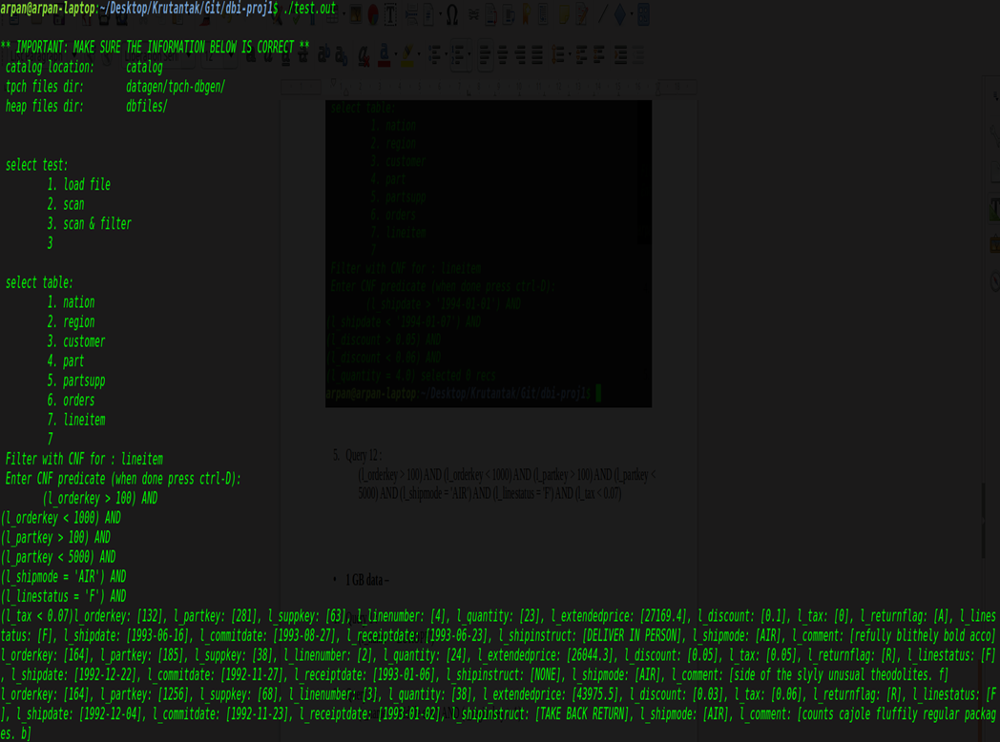 arpan@arpan-laptop:~/Desktop/Krutantak/Git/dbi-proj1$ ./test.out
** IMPORTANT: MAKE SURE THE INFORMATION BELOW IS CORRECT **
catalog location: catalog
tpch files dir: datagen/tpch-dbgen/
heap files dir: dbfiles/
select test:
1. load file
2. scan
3. scan & filter
3
select table:
1. nation
2. region
3. customer
4. part
5. partsupp
6. orders
7. lineitem
7
Filter with CNF for : lineitem
Enter CNF predicate (when done press ctrl-D):
(l_orderkey > 100) AND
(l_orderkey < 1000) AND
(l_partkey > 100) AND
(l_partkey < 5000) AND
(l_shipmode = 'AIR') AND
(l_linestatus = 'F') AND
(l_tax < 0.07)l_orderkey: [132], l_partkey: [281], l_suppkey: [63], l_linenumber: [4], l_quantity: [23], l_extendedprice: [27169.4], l_discount: [0.1], l_tax: [0], l_returnflag: [A], l_lines
tatus: [F], l_shipdate: [1993-06-16], l_commitdate: [1993-08-27], l_receiptdate: [1993-06-23], l_shipinstruct: [DELIVER IN PERSON], l_shipmode: [AIR], l_comment: [refully blithely bold acco]
l_orderkey: [164], l_partkey: [185], l_suppkey: [38], l_linenumber: [2], l_quantity: [24], l_extendedprice: [26044.3], l_discount: [0.05], l_tax: [0.05], l_returnflag: [R], l_linestatus: [F]
, l_shipdate: [1992-12-22], l_commitdate: [1992-11-27], l_receiptdate: [1993-01-06], l_shipinstruct: [NONE], l_shipmode: [AIR], l_comment: [side of the slyly unusual theodolites. f]
l_orderkey: [164], l_partkey: [1256], l_suppkey: [68], l_linenumber: [3], l_quantity: [38], l_extendedprice: [43975.5], l_discount: [0.03], l_tax: [0.06], l_returnflag: [R], l_linestatus: [F
], l_shipdate: [1992-12-04], l_commitdate: [1992-11-23], l_receiptdate: [1993-01-02], l_shipinstruct: [TAKE BACK RETURN], l_shipmode: [AIR], l_comment: [counts cajole fluffily regular packag
es. b]
select table:
1. nation
2. region
3. customer
4. part
5. partsupp
6. orders
7. lineitem
7
Filter with CNF for : lineitem
Enter CNF predicate (when done press ctrl-D):
(l_shipdate > '1994-01-01') AND
(l_shipdate < '1994-01-07') AND
(l_discount > 0.05) AND
(l_discount < 0.06) AND
(l_quantity = 4.0) selected 0 recs
arpan@arpan-laptop:~/Desktop/Krutantak/Git/dbi-proj1$
5. Query 12 :
(l_orderkey > 100) AND (l_orderkey < 1000) AND (l_partkey > 100) AND (l_partkey <
5000) AND (l_shipmode = 'AIR') AND (l_linestatus = 'F') AND (l_tax < 0.07)
• 1 GB data –